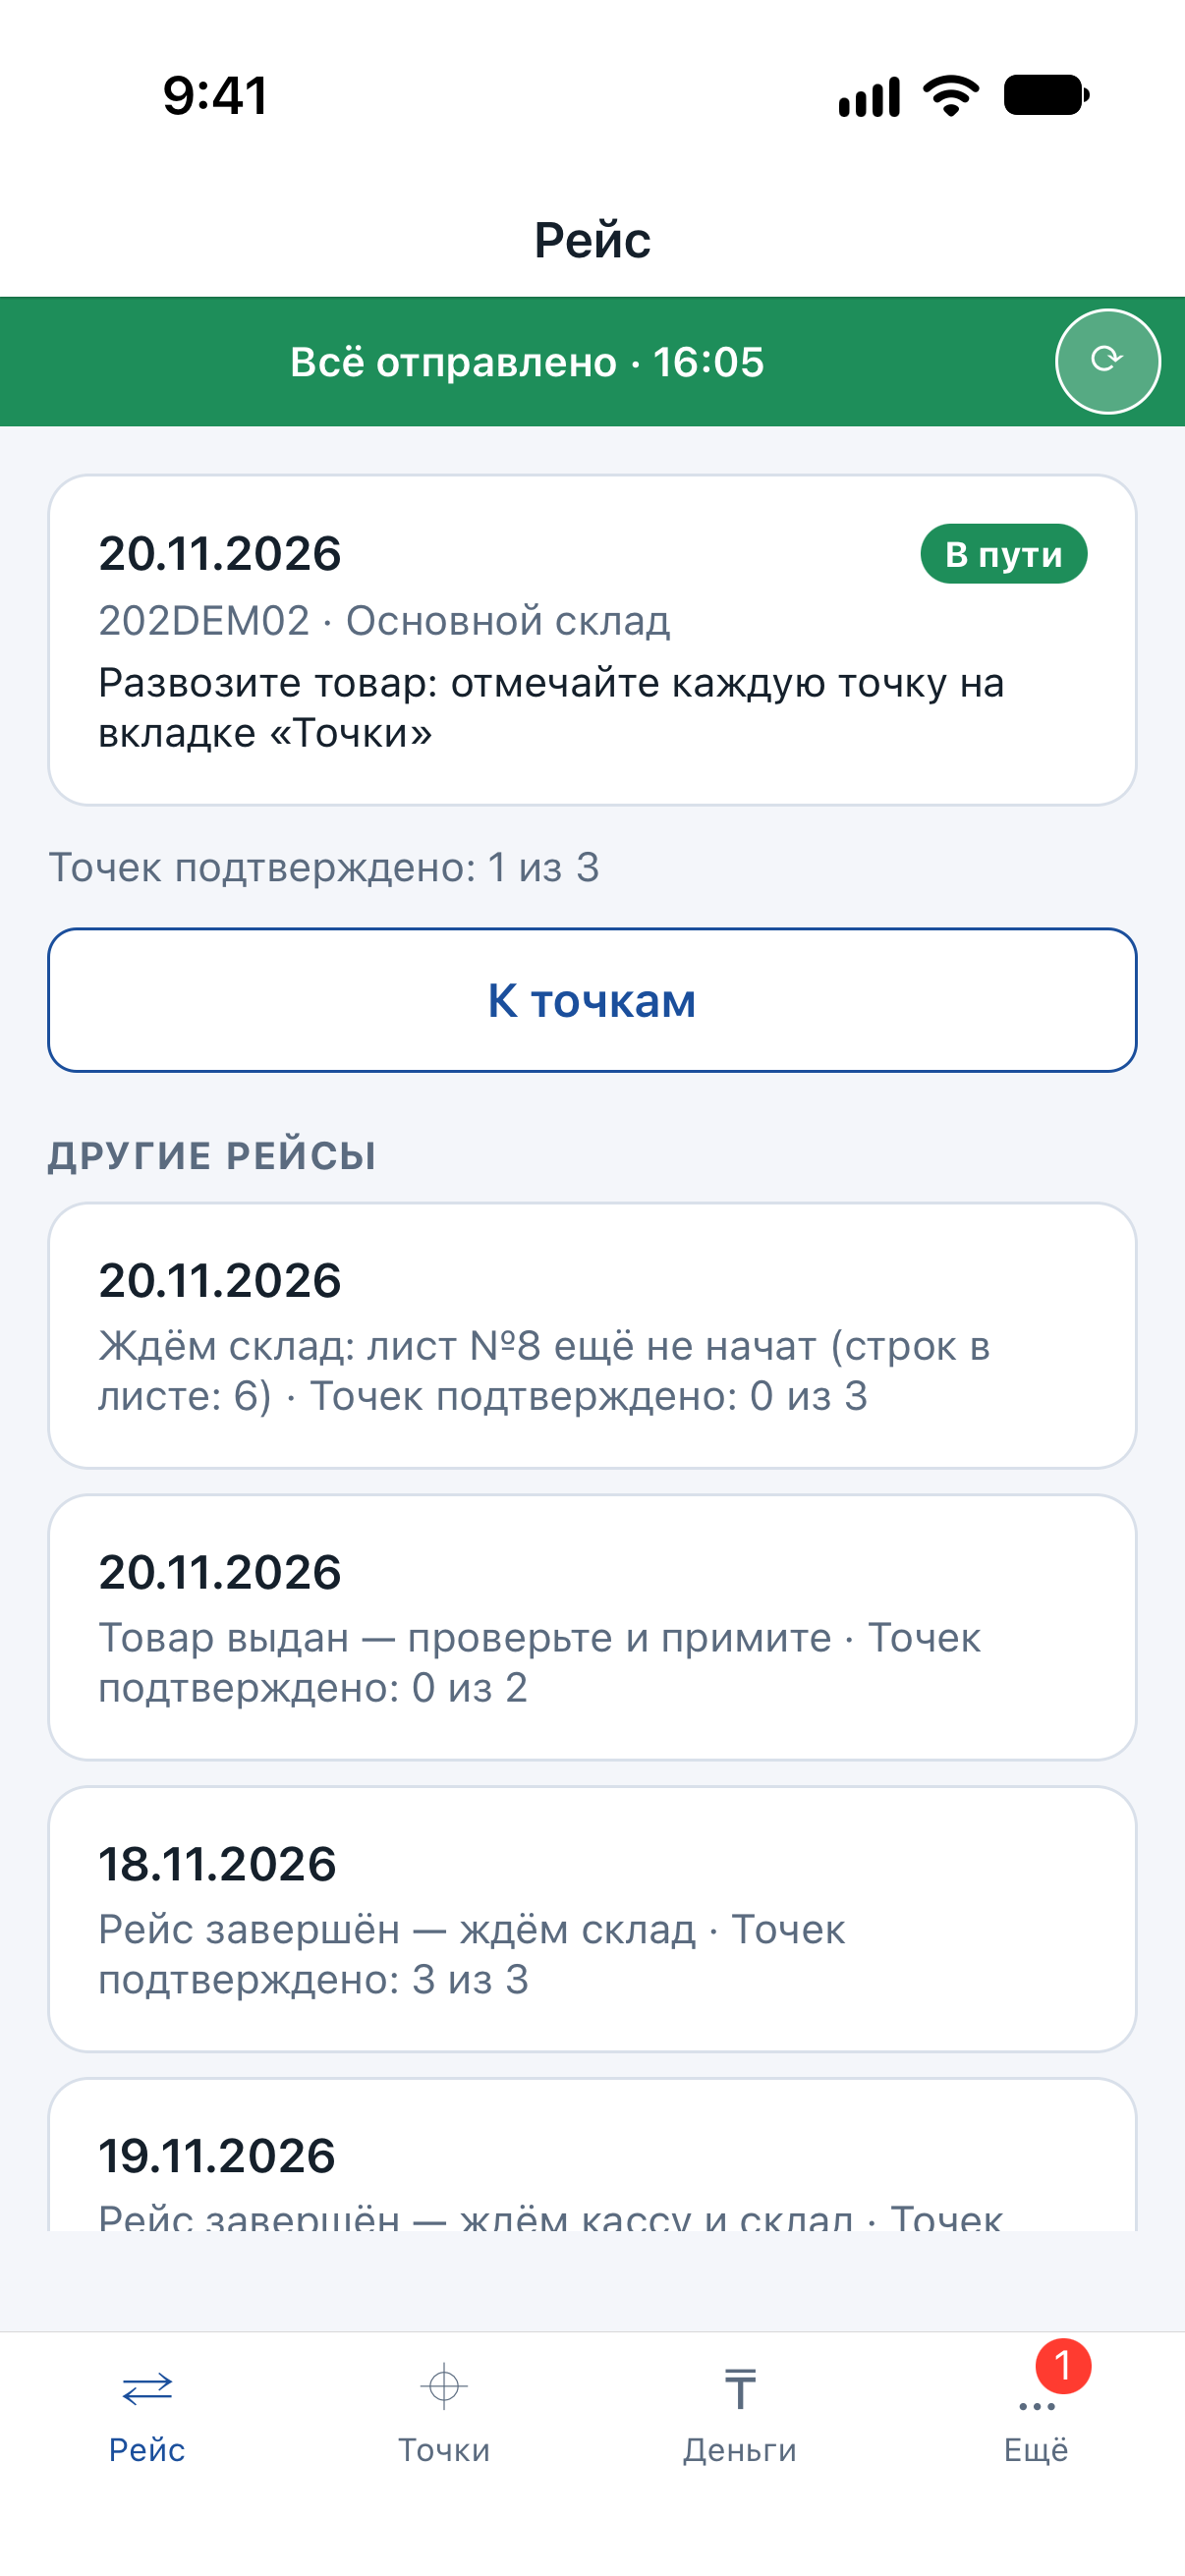 9:41
Рейс
Всё отправлено · 16:05
20.11.2026
В пути
202DEM02 · Основной склад
Развозите товар: отмечайте каждую точку на
вкладке «Точки»
Точек подтверждено: 1 из 3
К точкам
ДРУГИЕ РЕЙСЫ
20.11.2026
Ждём склад: лист №8 ещё не начат (строк в
листе: 6) · Точек подтверждено: 0 из 3
20.11.2026
Товар выдан — проверьте и примите · Точек
подтверждено: 0 из 2
18.11.2026
Рейс завершён — ждём склад · Точек
подтверждено: 3 из 3
19.11.2026
Рейс завершён — ждём кассу и склад · Точек
1
Рейс
Точки
Деньги
Ещё